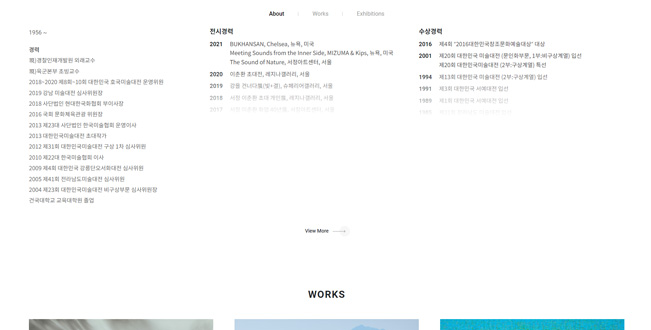 About
Works
Exhibitions
1956 ~
경력
現)경찰인재개발원 외래교수
現)육군본부 초빙교수
2018~2020 제8회~10회 대한민국 호국미술대전 운영위원
2019 강남 미술대전 심사위원장
2018 사단법인 현대한국화협회 부이사장
2016 국회 문화체육관광 위원장
2013 제23대 사단법인 한국미술협회 운영이사
2013 대한민국미술대전 초대작가
2012 제31회 대한민국미술대전 구상 1차 심사위원
2010 제22대 한국미술협회 이사
2009 제4회 대한민국 강릉단오서화대전 심사위원
2005 제41회 전라남도미술대전 심사위원
2004 제23회 대한민국미술대전 비구상부문 심사위원장
건국대학교 교육대학원 졸업
전시경력
2021 BUKHANSAN, Chelsea, 뉴욕, 미국
Meeting Sounds from the Inner Side, MIZUMA & Kips, 뉴욕, 미국
The Sound of Nature, 서정아트센터, 서울
2020 이춘환 초대전, 레지나갤러리, 서울
2019
2018
2017
수상경력
2016 제4회 "2016대한민국창조문화예술대상" 대상
2001 제20회 대한민국미술대전 (문인화부문, 1부:비구상계열) 입선
제20회 대한민국미술대전 (2부:구상계열) 특선
1994 제13회 대한민국 미술대전 (2부:구상계열) 입선
1991 제3회 대한민국 서예대전 입선
1989 제1회 대한민국 서예대전 입선
View More
WORKS